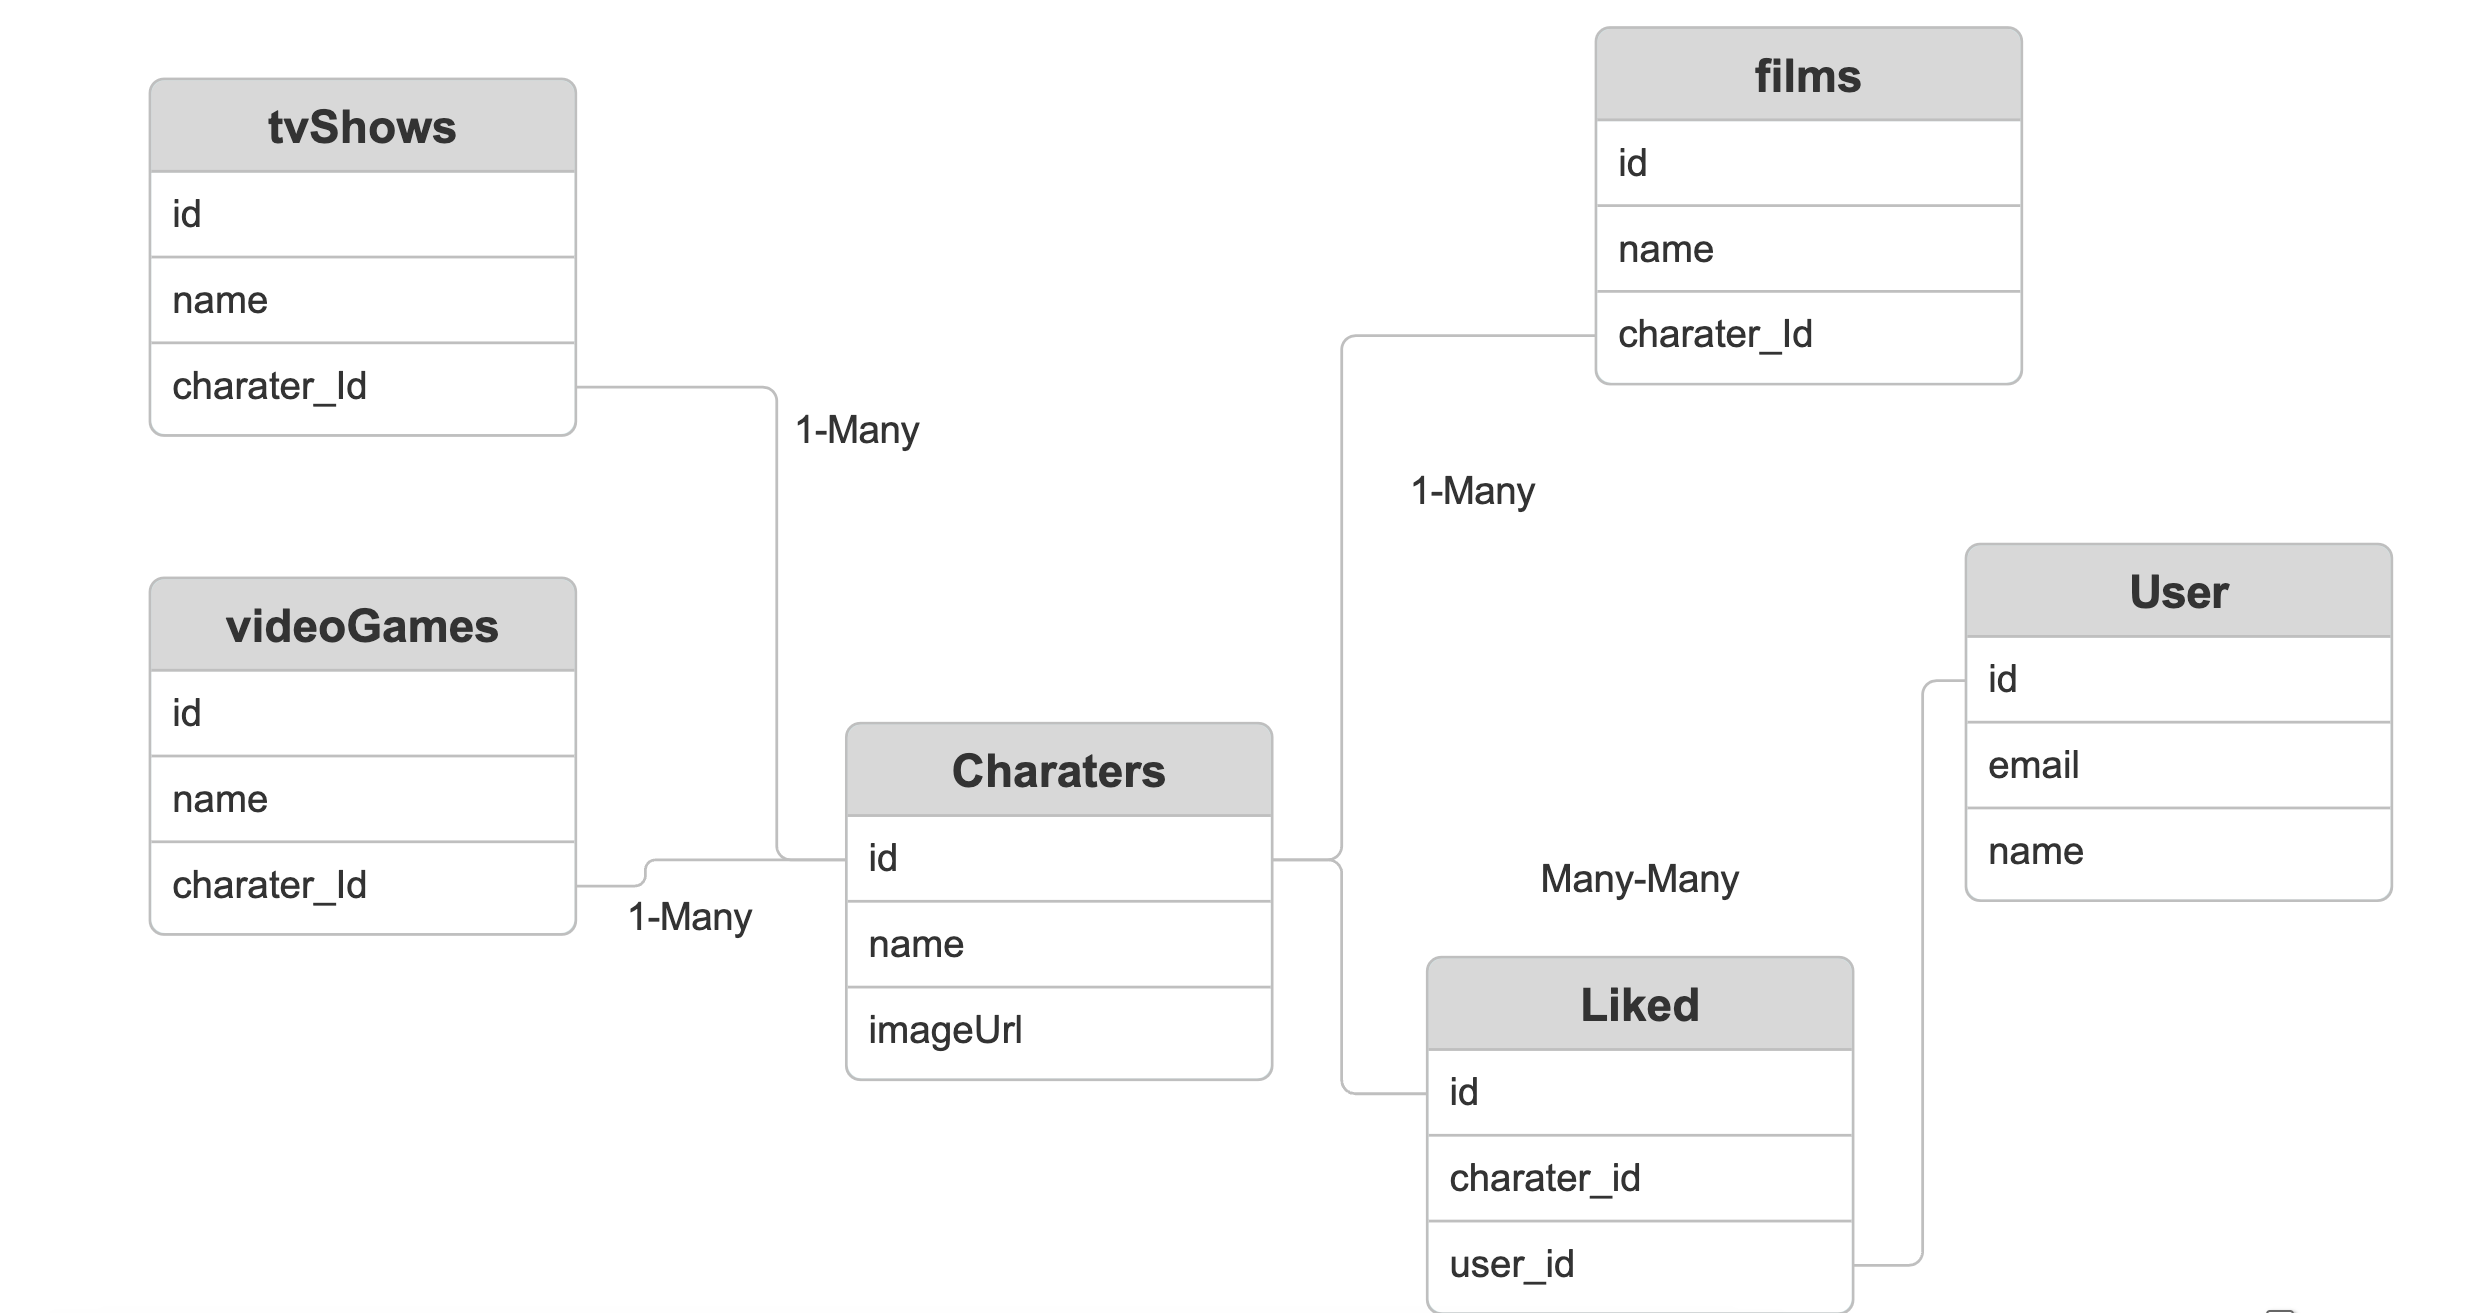 tvShows
id
name
charater_Id
1-Many
videoGames
id
name
charater_Id
1-Many
Charaters
id
name
imageUrl
films
id
name
charater_Id
1-Many
User
id
email
name
Many-Many
Liked
id
charater_id
user_id